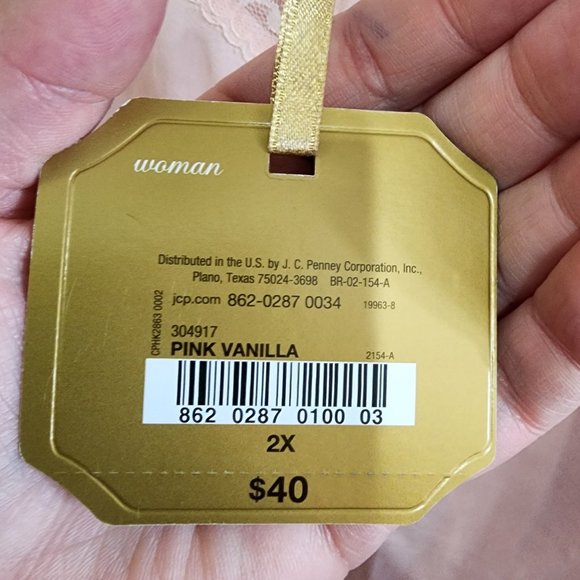 woman
Distributed in the U.S. by J. C. Penney Corporation, Inc.,
Plano, Texas 75024-3698 BR-02-154-A
jcp.com 862-0287 0034 19963-8
CPHK2863 0002
304917
PINK VANILLA 2154-A
862 0287 0100 03
2X
$40